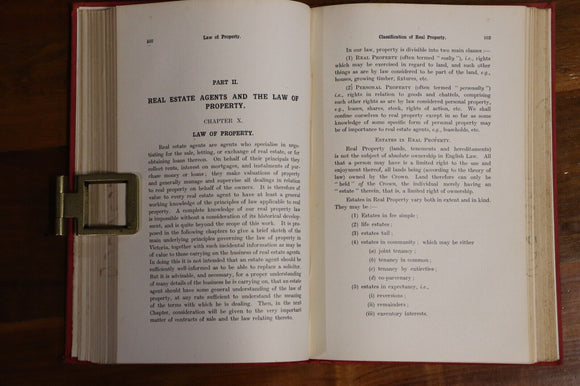 102 Law of Property.
PART II.
REAL ESTATE AGENTS AND THE LAW OF
PROPERTY.
CHAPTER X.
LAW OF PROPERTY.
Real estate agents are agents who specialise in nego-
tiating for the sale, letting, or exchange of real estate, or for
obtaining loans thereon. On behalf of their principals they
collect rents, interest on mortgages, and instalments of pur-
chase money or loans; they make valuations of property
and generally manage and supervise all dealings in relation
to real property on behalf of the owners. It is therefore of
value to every real estate agent to have at least a general
working knowledge of the principles of law applicable to real
property. A complete knowledge of our real property law
is impossible without a consideration of its historical develop-
ment, and is quite beyond the scope of this work. It is pro-
posed in the following chapters to give a brief sketch of the
main underlying principles governing the law of property in
Victoria, together with such incidental information as may be
of value to those carrying on the business of real estate agents.
In doing this it is not intended that an estate agent should be
sufficiently well-informed as to be able to replace a solicitor.
But it is advisable, and necessary, for a proper understanding
of many details of the business he is carrying on, that an estate
agent should have some general understanding of the law of
property, at any rate sufficient to understand the meaning
of the terms with which he is dealing. Then, in the next
Chapter, consideration will be given to the very important
matter of contracts of sale and the law relating thereto.
Classification of Real Property. 103
In our law, property is divided into two main classes :—
(1) REAL PROPERTY (often termed "realty"), i.e., rights
which may be exercised in regard to land, and such other
things as are by law considered to be part of the land, e.g.,
houses, growing timber, fixtures, etc.
(2) PERSONAL PROPERTY (often termed "personalty")
i.e., rights in relation to goods and chattels, comprising
such other rights as are by law considered personal property,
e.g., leases, shares, stock, rights of action, etc. We shall
confine ourselves to real property except in so far as some
knowledge of some specific form of personal property may
be of importance to real estate agents, e.g., leaseholds, etc.
ESTATES IN REAL PROPERTY.
Real Property (lands, tenements and hereditaments)
is not the subject of absolute ownership in English Law. All
that a person may have is a limited right to the use and
enjoyment thereof, all lands being (according to the theory of
law) owned by the Crown. Land therefore can only be
"held" of the Crown, the individual merely having an
"estate" therein, that is, a limited right of ownership.
Estates in Real Property vary both in extent and in kind.
They may be :—
(1) Estates in fee simple;
(2) life estates;
(3) estates tail;
(4) estates in community which may be either
(a) joint tenancy;
(b) tenancy in common;
(c) tenancy by entireties;
(d) co-parcenary;
(5) estates in expectancy, i.e.,
(i) reversions;
(ii) remainders;
(iii) executory interests.